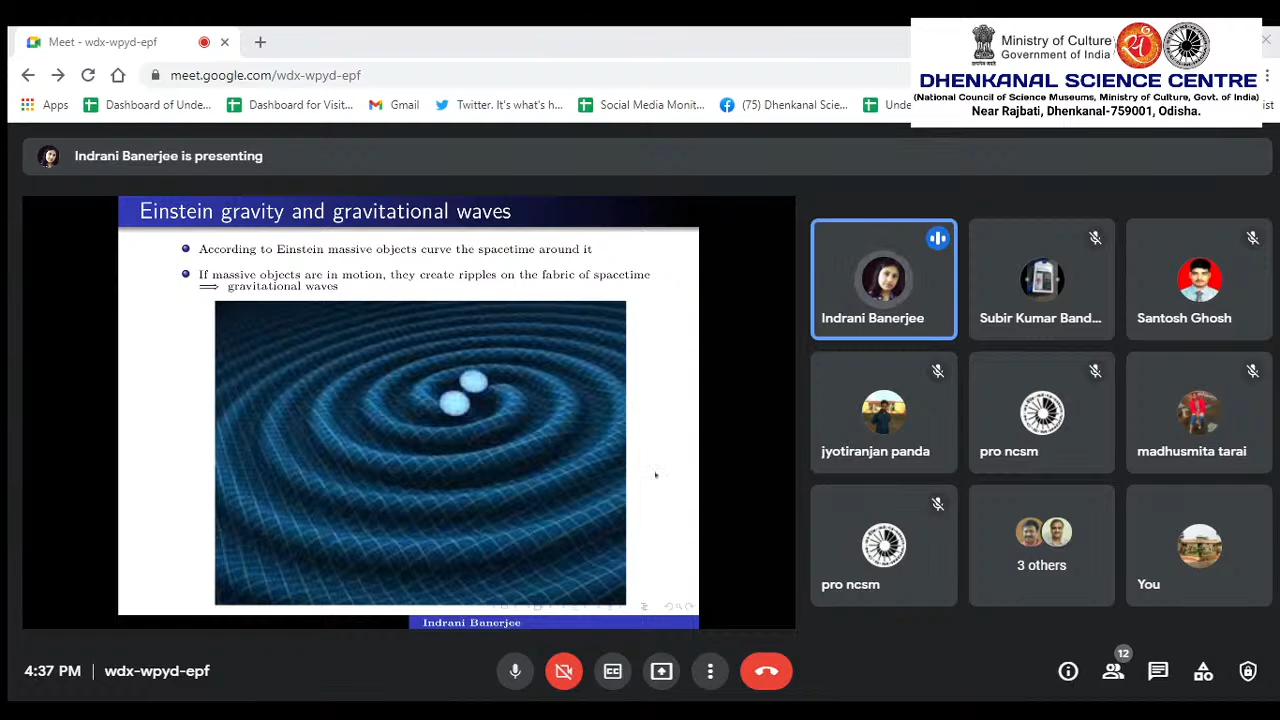 Meet - wdx-wpyd-epf
Ministry of Culture
Government of India
DHENKANAL SCIENCE CENTRE
(National Council of Science Museums, Ministry of Culture, Govt. of India)
Near Rajbati, Dhenkanal-759001, Odisha.
meet.google.com/wdx-wpyd-epf
Apps
Dashboard of Unde...
Dashboard for Visit...
Gmail
Twitter. It's what's h...
Social Media Monit...
(75) Dhenkanal Scie...
Unde
ist
Indrani Banerjee is presenting
Einstein gravity and gravitational waves
According to Einstein massive objects curve the spacetime around it
If massive objects are in motion, they create ripples on the fabric of spacetime
⟹ gravitational waves
Indrani Banerjee
Indrani Banerjee
Subir Kumar Band...
Santosh Ghosh
jyotiranjan panda
pro ncsm
madhusmita tarai
pro ncsm
3 others
You
4:37 PM | wdx-wpyd-epf
CC
12